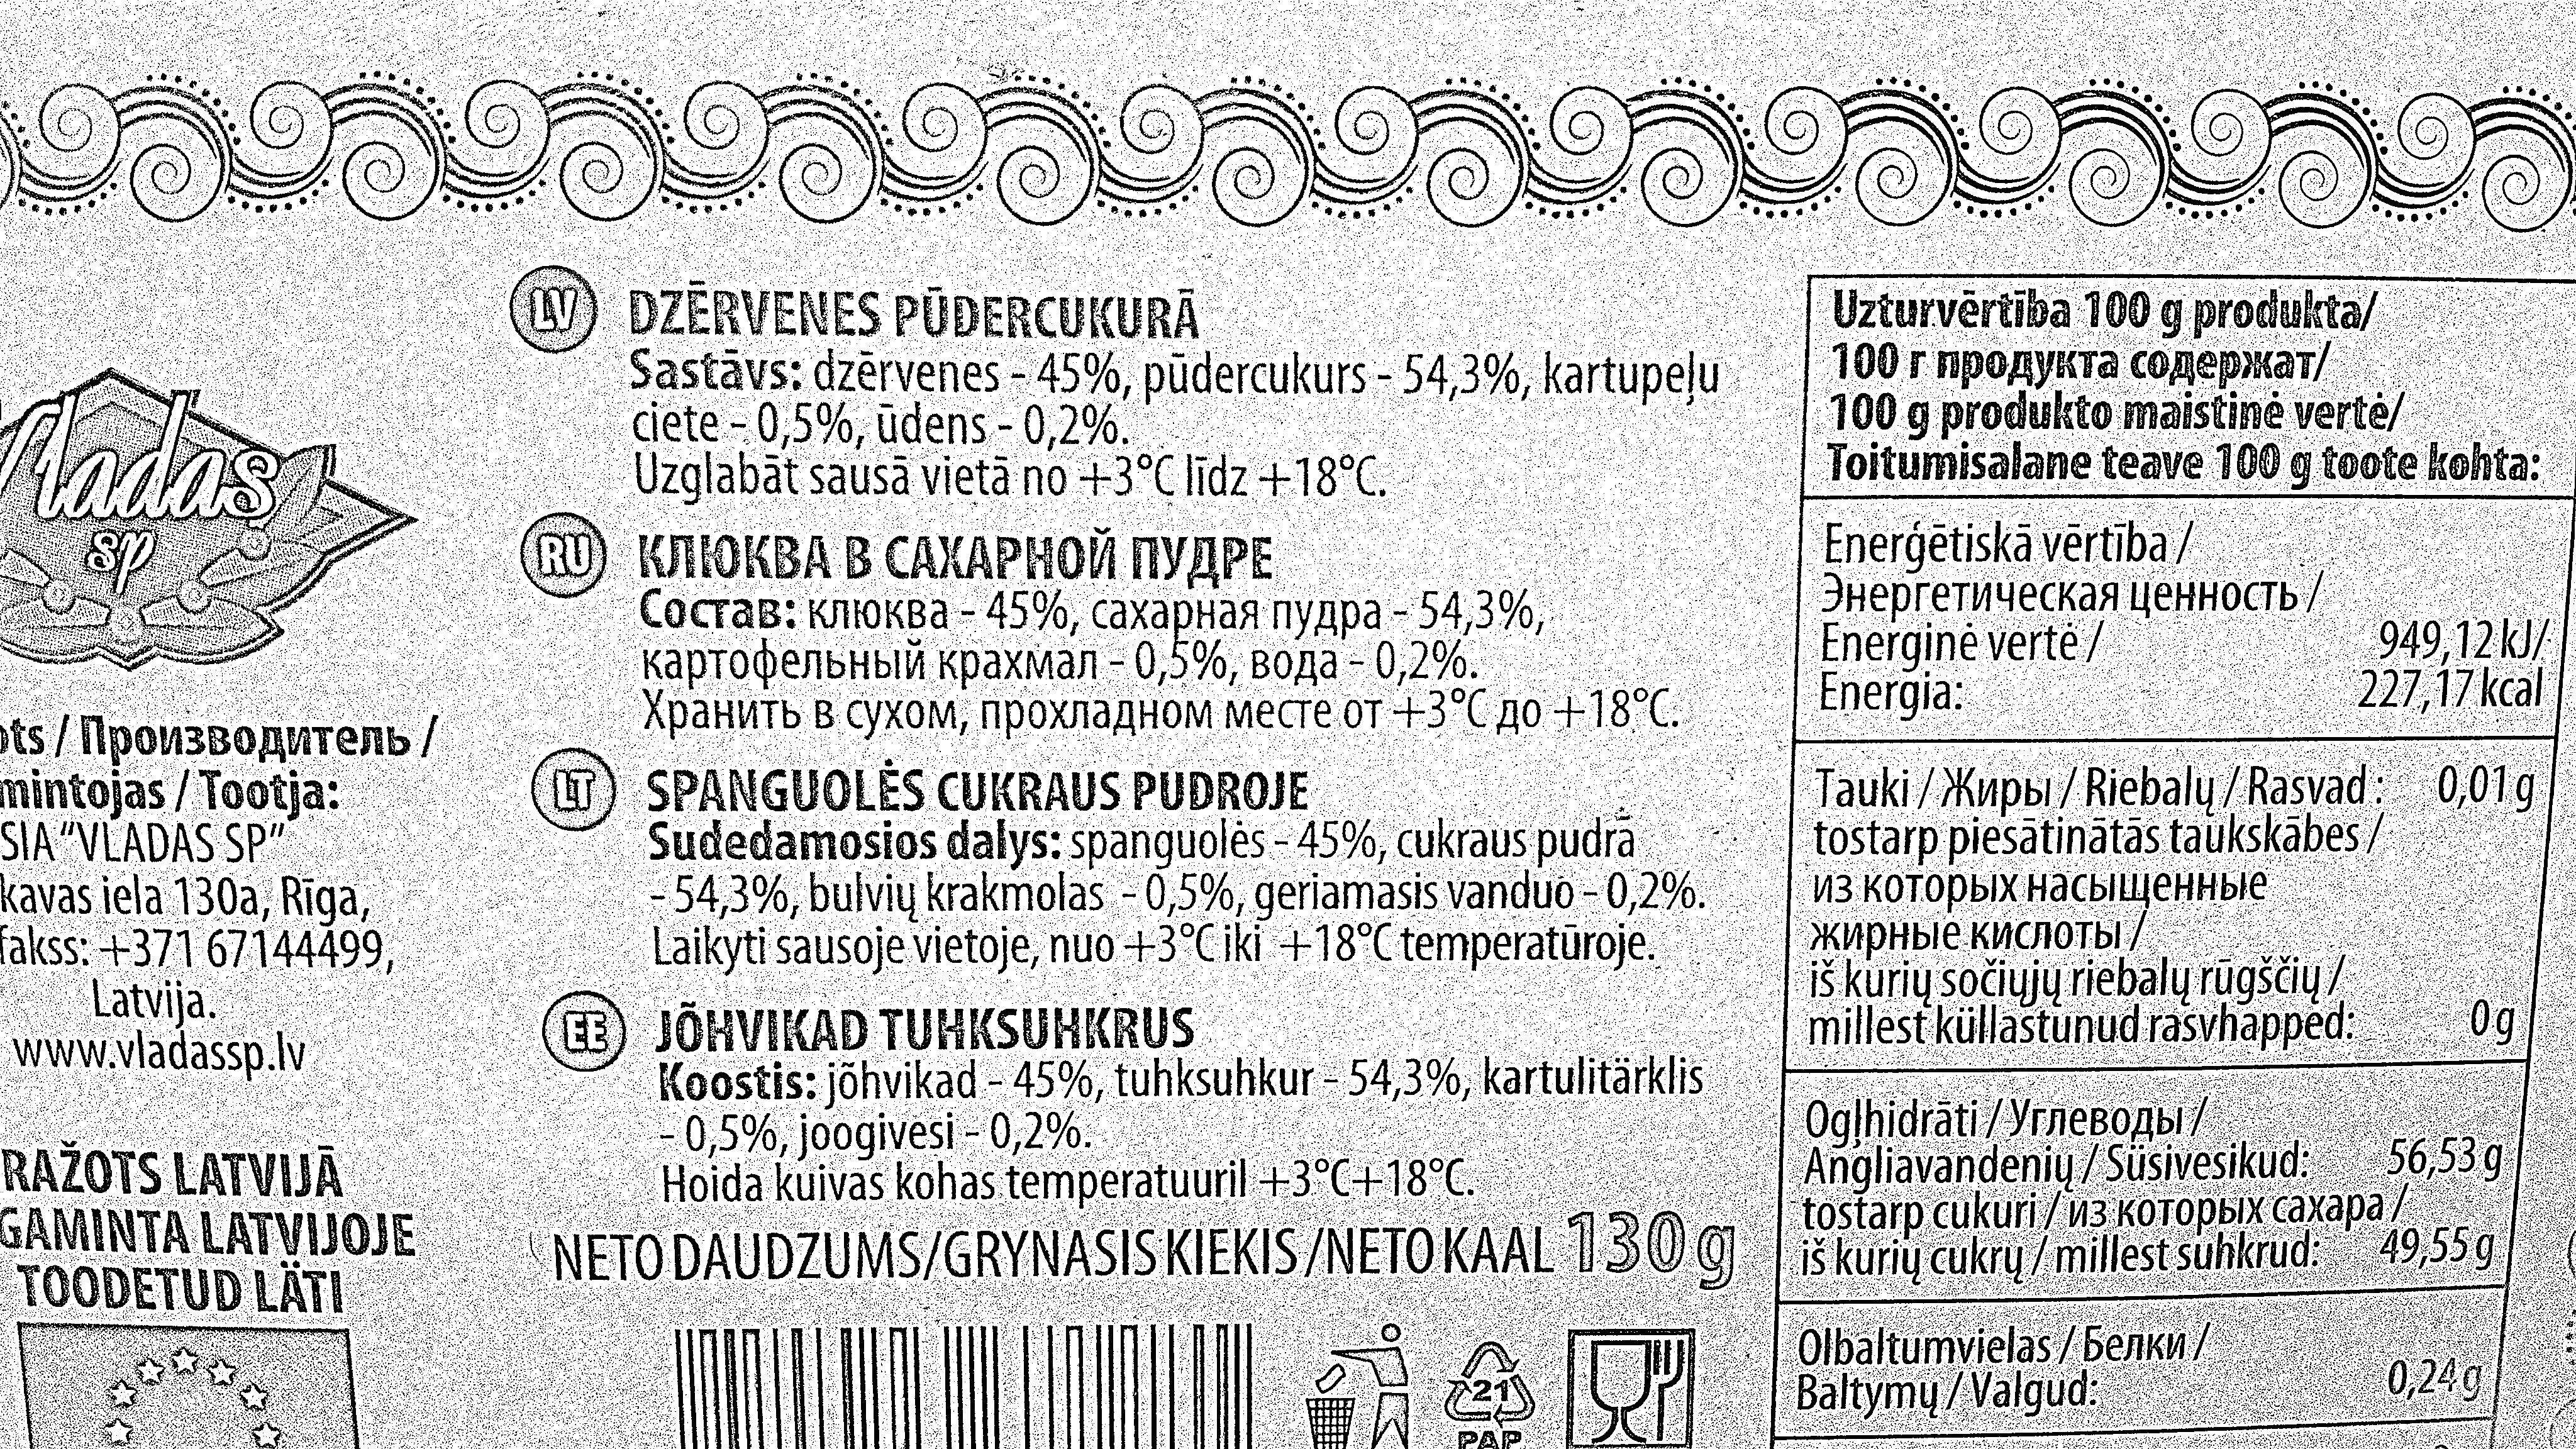 Vladas
sp
/ Производитель /
/ Tootja:
SIA "VLADAS SP"
iela 130a, Rīga,
+371 67144499,
Latvija.
www.vladassp.lv
RAŽOTS LATVIJĀ
GAMINTA LATVIJOJE
TOODETUD LÄTI
LV DZĒRVENES PŪDERCUKURĀ
Sastāvs: dzērvenes - 45%, pūdercukurs - 54,3%, kartupeļu
ciete - 0,5%, ūdens - 0,2%.
Uzglabāt sausā vietā no +3°C līdz +18°C.
RU КЛЮКВА В САХАРНОЙ ПУДРЕ
Состав: клюква - 45%, сахарная пудра - 54,3%,
картофельный крахмал - 0,5%, вода - 0,2%.
Хранить в сухом, прохладном месте от +3°C до +18°C.
LT SPANGUOLĖS CUKRAUS PUDROJE
Sudedamosios dalys: spanguolės - 45%, cukraus pudrā
- 54,3%, bulvių krakmolas - 0,5%, geriamasis vanduo - 0,2%.
Laikyti sausoje vietoje, nuo +3°C iki +18°C temperatūroje.
EE JÕHVIKAD TUHKSUHKRUS
Koostis: jõhvikad - 45%, tuhksuhkur - 54,3%, kartulitärklis
- 0,5%, joogivesi - 0,2%.
Hoida kuivas kohas temperatuuril +3°C+18°C.
NETO DAUDZUMS/GRYNASIS KIEKIS/NETO KAAL 130 g
21
PAP
Uzturvērtība 100 g produkta/
100 г продукта содержат/
100 g produkto maistinė vertė/
Toitumisalane teave 100 g toote kohta:
Enerģētiskā vērtība /
Энергетическая ценность /
Energinė vertė / 949,12 kJ/
Energia: 227,17 kcal
Tauki / Жиры / Riebalų / Rasvad: 0,01 g
tostarp piesātinātās taukskābes /
из которых насыщенные
жирные кислоты /
iš kurių sočiųjų riebalų rūgščių /
millest küllastunud rasvhapped: 0 g
Ogļhidrāti / Углеводы /
Angliavandenių / Süsivesikud: 56,53 g
tostarp cukuri / из которых сахара /
iš kurių cukrų / millest suhkrud: 49,55 g
Olbaltumvielas / Белки /
Baltymų / Valgud: 0,24 g